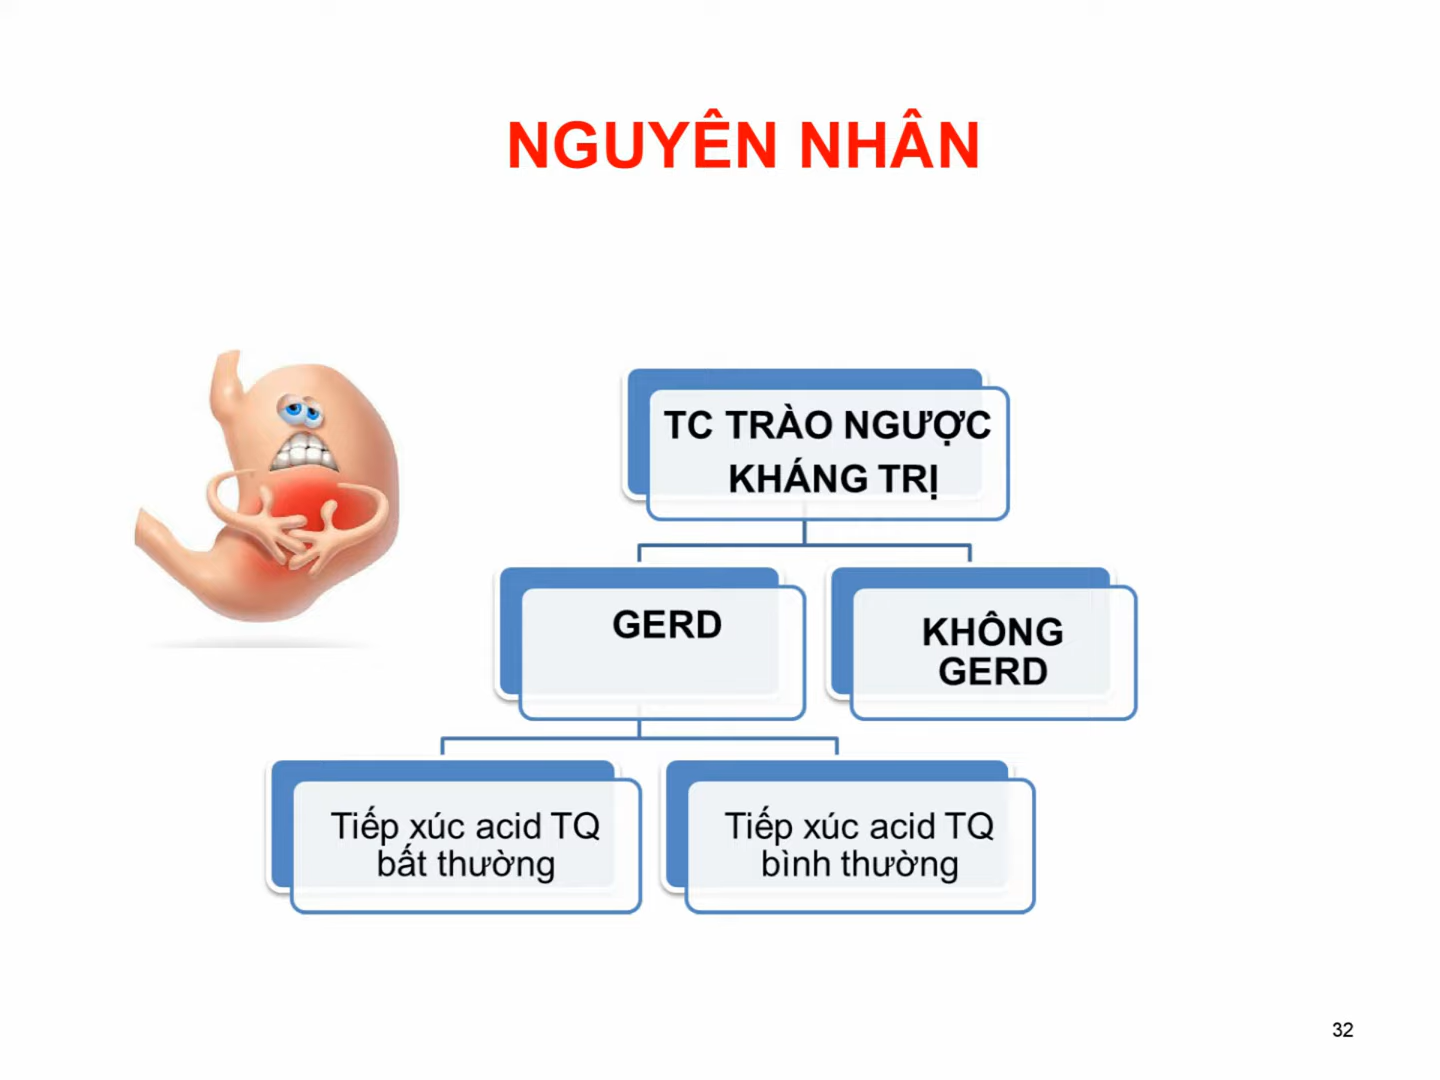 NGUYÊN NHÂN
TC TRÀO NGƯỢC
KHÁNG TRỊ
GERD
KHÔNG
GERD
Tiếp xúc acid TQ
bất thường
Tiếp xúc acid TQ
bình thường
32